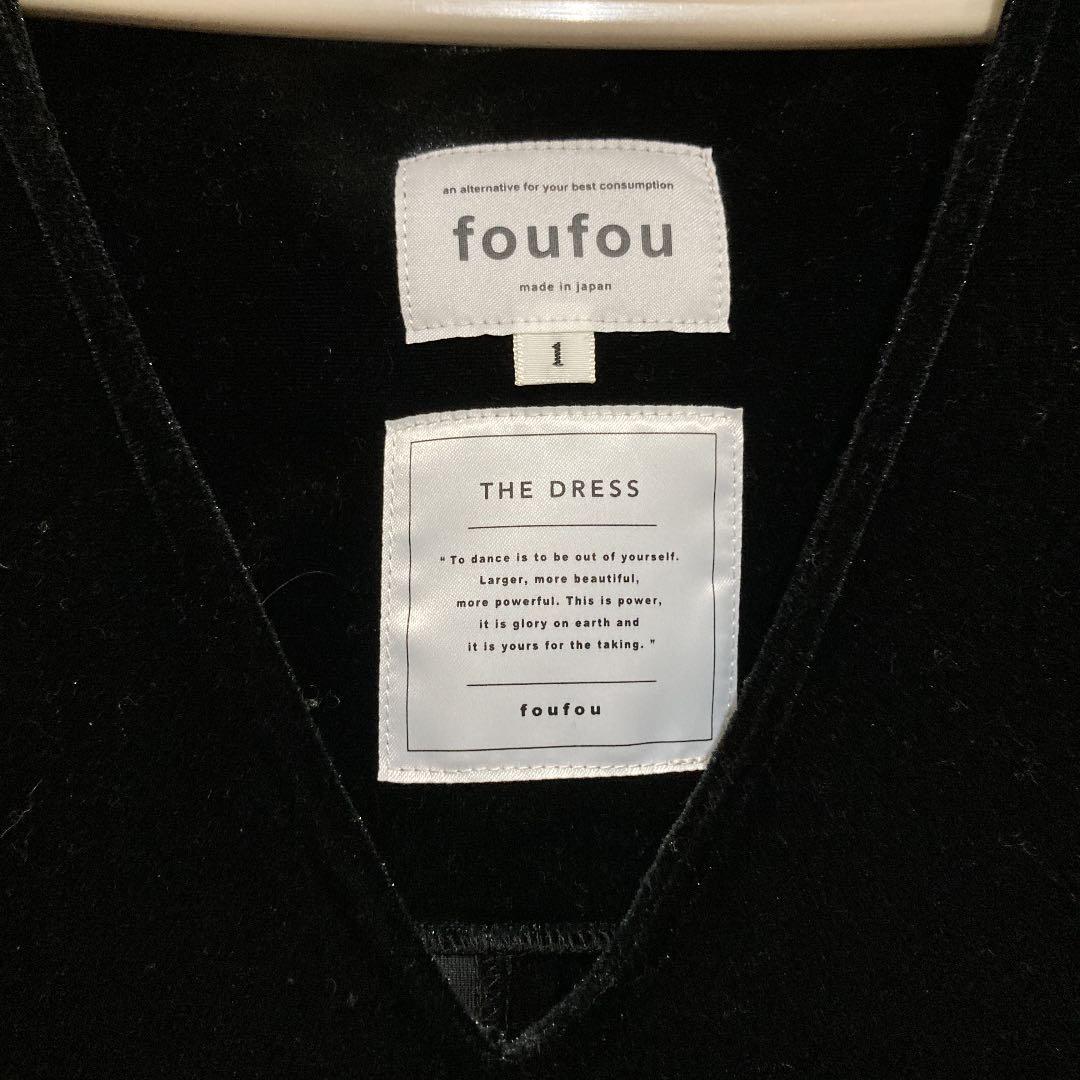 an alternative for your best consumption
foufou
made in japan
1
THE DRESS
“ To dance is to be out of yourself.
Larger, more beautiful,
more powerful. This is power,
it is glory on earth and
it is yours for the taking. ”
foufou